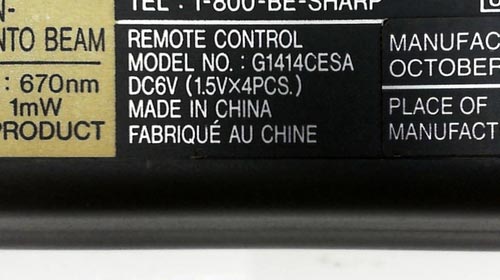 N-
TEL : 1-800-BE-SHARP
NTO BEAM
REMOTE CONTROL
MODEL NO. : G1414CESA
: 670nm
DC6V (1.5V×4PCS.)
1mW
MADE IN CHINA
PRODUCT
FABRIQUÉ AU CHINE
MANUFAC
OCTOBER
PLACE OF
MANUFACT